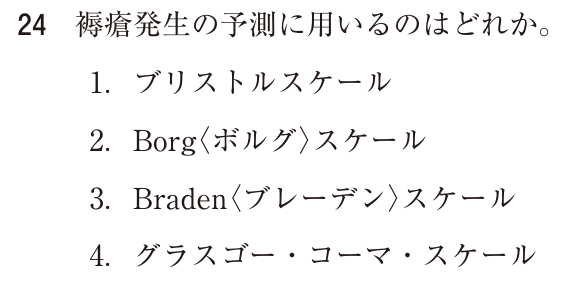 24 褥瘡発生の予測に用いるのはどれか。
1. ブリストルスケール
2. Borg〈ボルグ〉スケール
3. Braden〈ブレーデン〉スケール
4. グラスゴー・コーマ・スケール